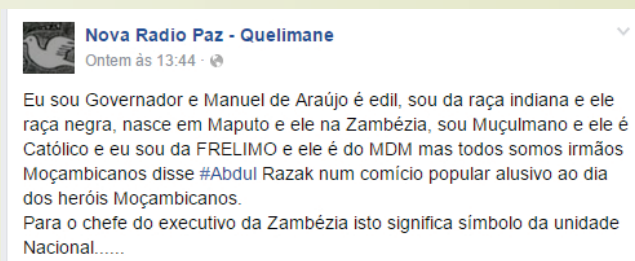 Nova Radio Paz - Quelimane
Ontem às 13:44 ·
Eu sou Governador e Manuel de Araújo é edil, sou da raça indiana e ele
raça negra, nasce em Maputo e ele na Zambézia, sou Muçulmano e ele é
Católico e eu sou da FRELIMO e ele é do MDM mas todos somos irmãos
Moçambicanos disse #Abdul Razak num comício popular alusivo ao dia
dos heróis Moçambicanos.
Para o chefe do executivo da Zambézia isto significa símbolo da unidade
Nacional......